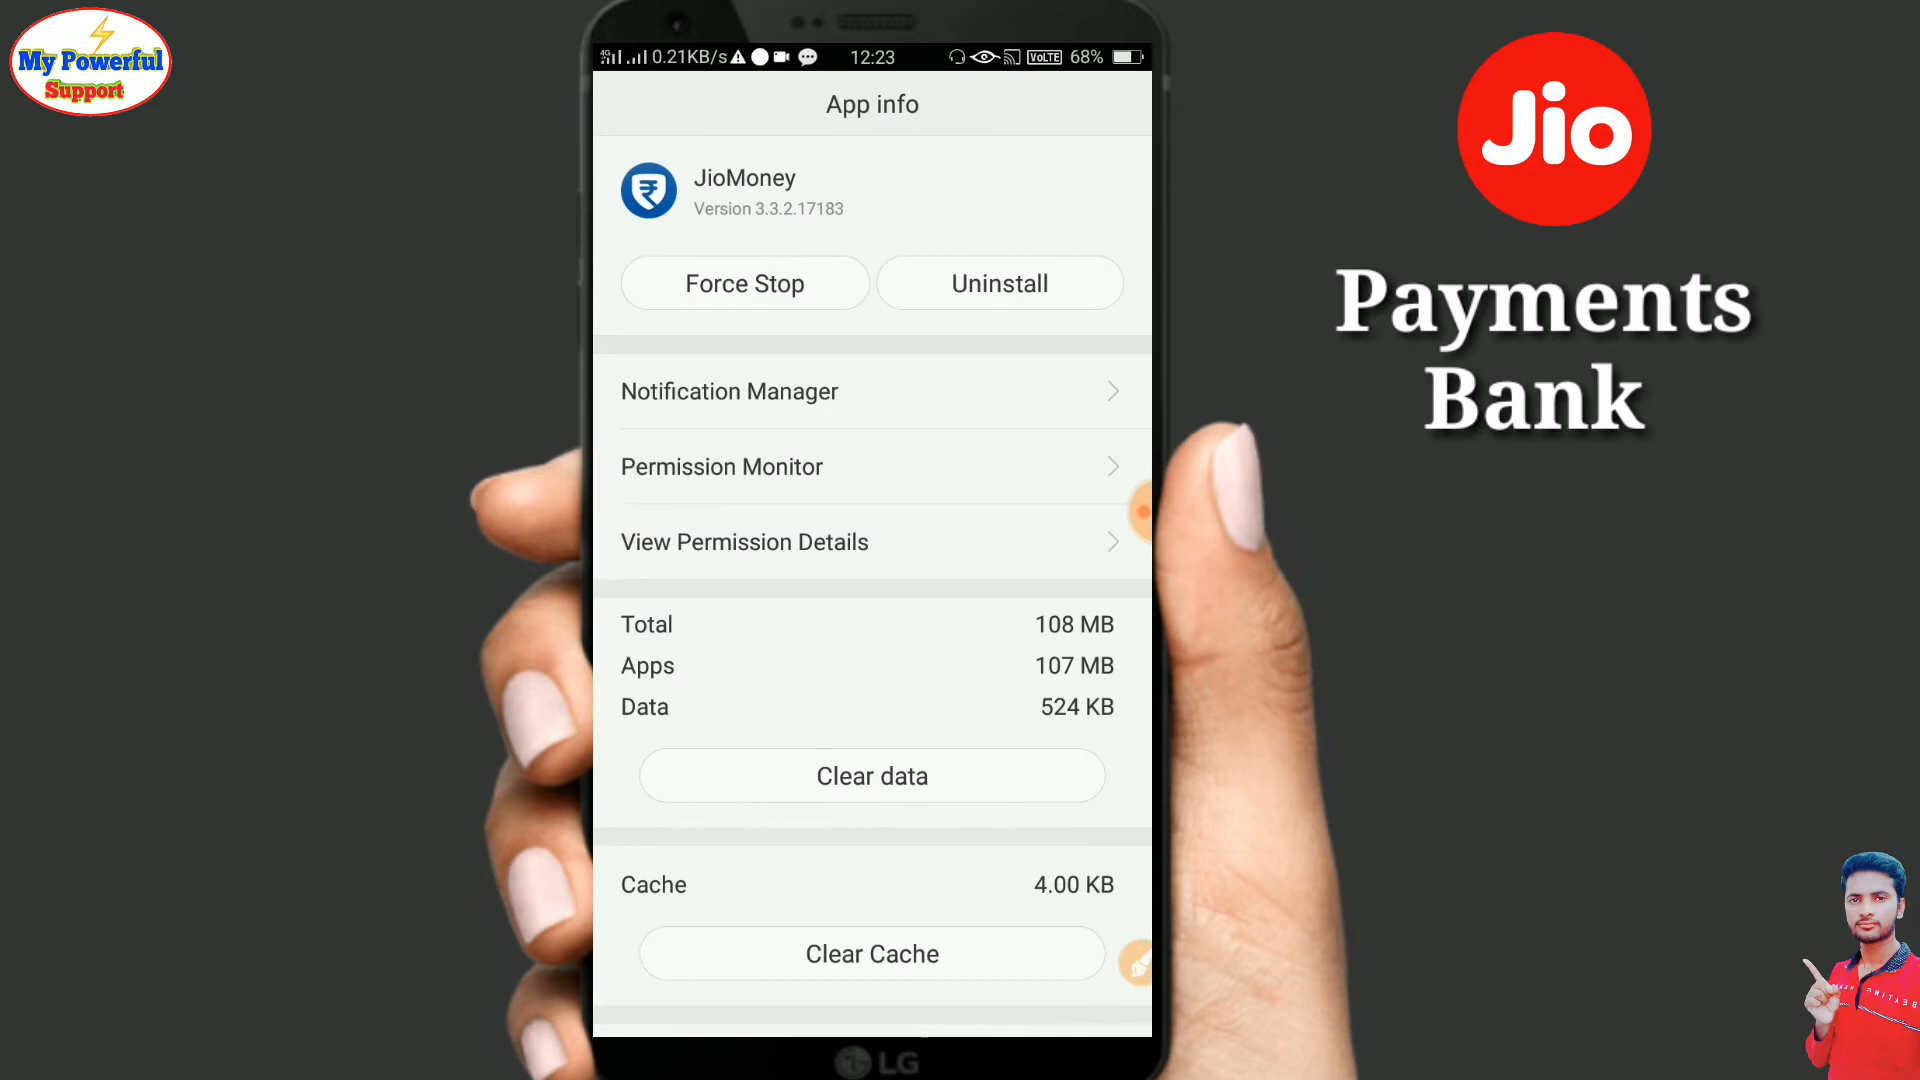 My Powerful
Support
0.21KB/s
12:23
VoLTE
68%
App info
JioMoney
Version 3.3.2.17183
Force Stop
Uninstall
Notification Manager
Permission Monitor
View Permission Details
Total 108 MB
Apps 107 MB
Data 524 KB
Clear data
Cache 4.00 KB
Clear Cache
LG
Jio
Payments
Bank